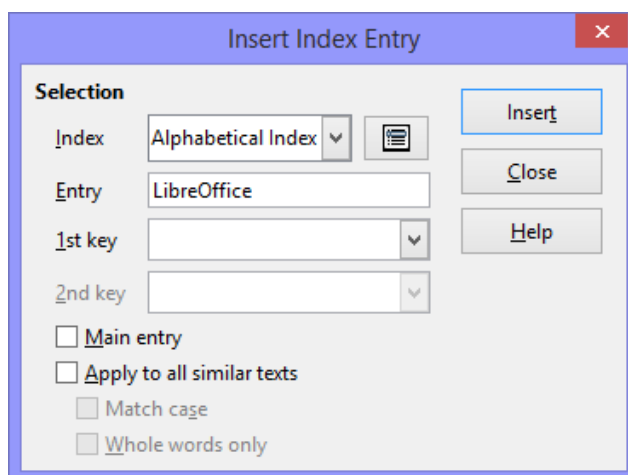 Insert Index Entry
Selection
Index Alphabetical Index
Entry LibreOffice
1st key
2nd key
Main entry
Apply to all similar texts
Match case
Whole words only
Insert
Close
Help